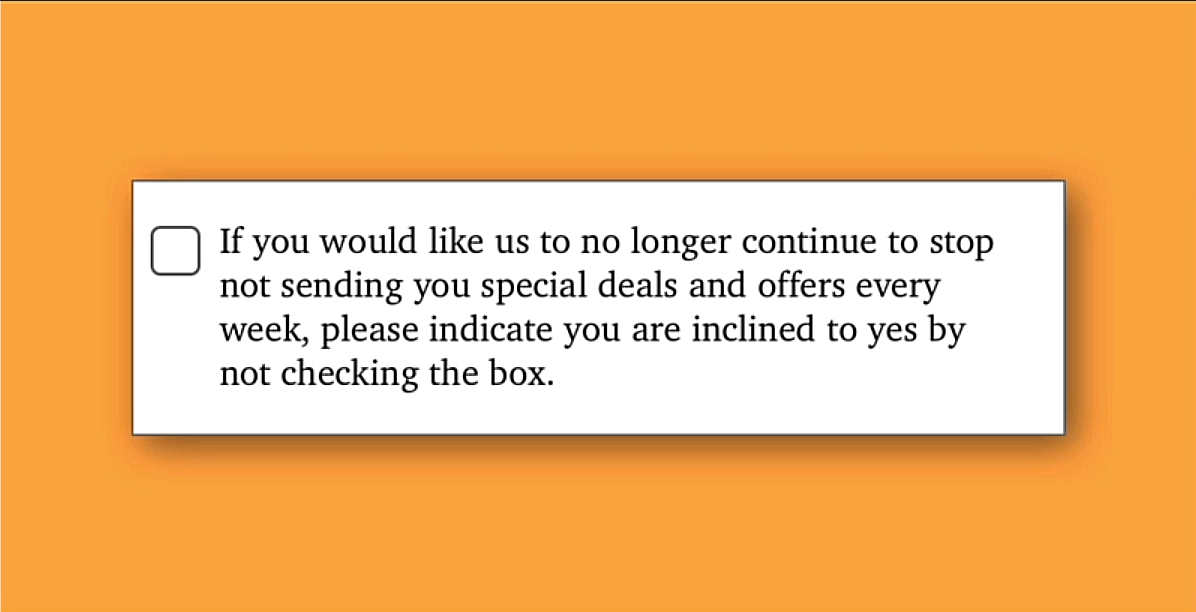 If you would like us to no longer continue to stop
not sending you special deals and offers every
week, please indicate you are inclined to yes by
not checking the box.